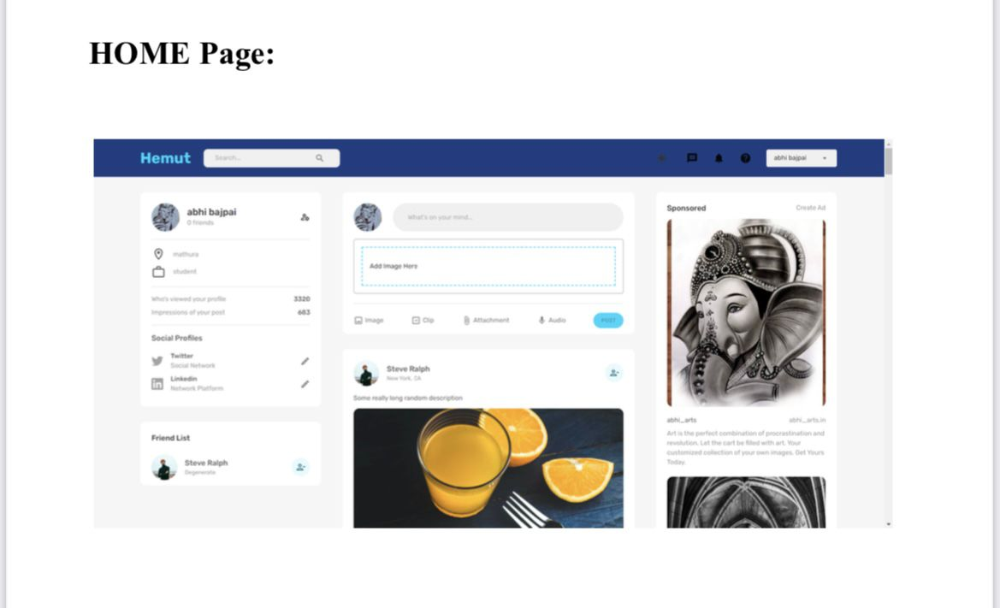 HOME Page:
Hemut
Search...
abhi bajpai
abhi bajpai
0 friends
mathura
student
Who's viewed your profile 3320
Impressions of your post 683
Social Profiles
Twitter
Social Network
Linkedin
Network Platform
Friend List
Steve Ralph
Degenerate
What's on your mind...
Add Image Here
Image Clip Attachment Audio POST
Steve Ralph
New York, CA
Some really long random description
Sponsored Create Ad
abhi_arts abhi_arts.in
Art is the perfect combination of procrastination and
revolution. Let the cart be filled with art. Your
customized collection of your own images. Get Yours
Today.